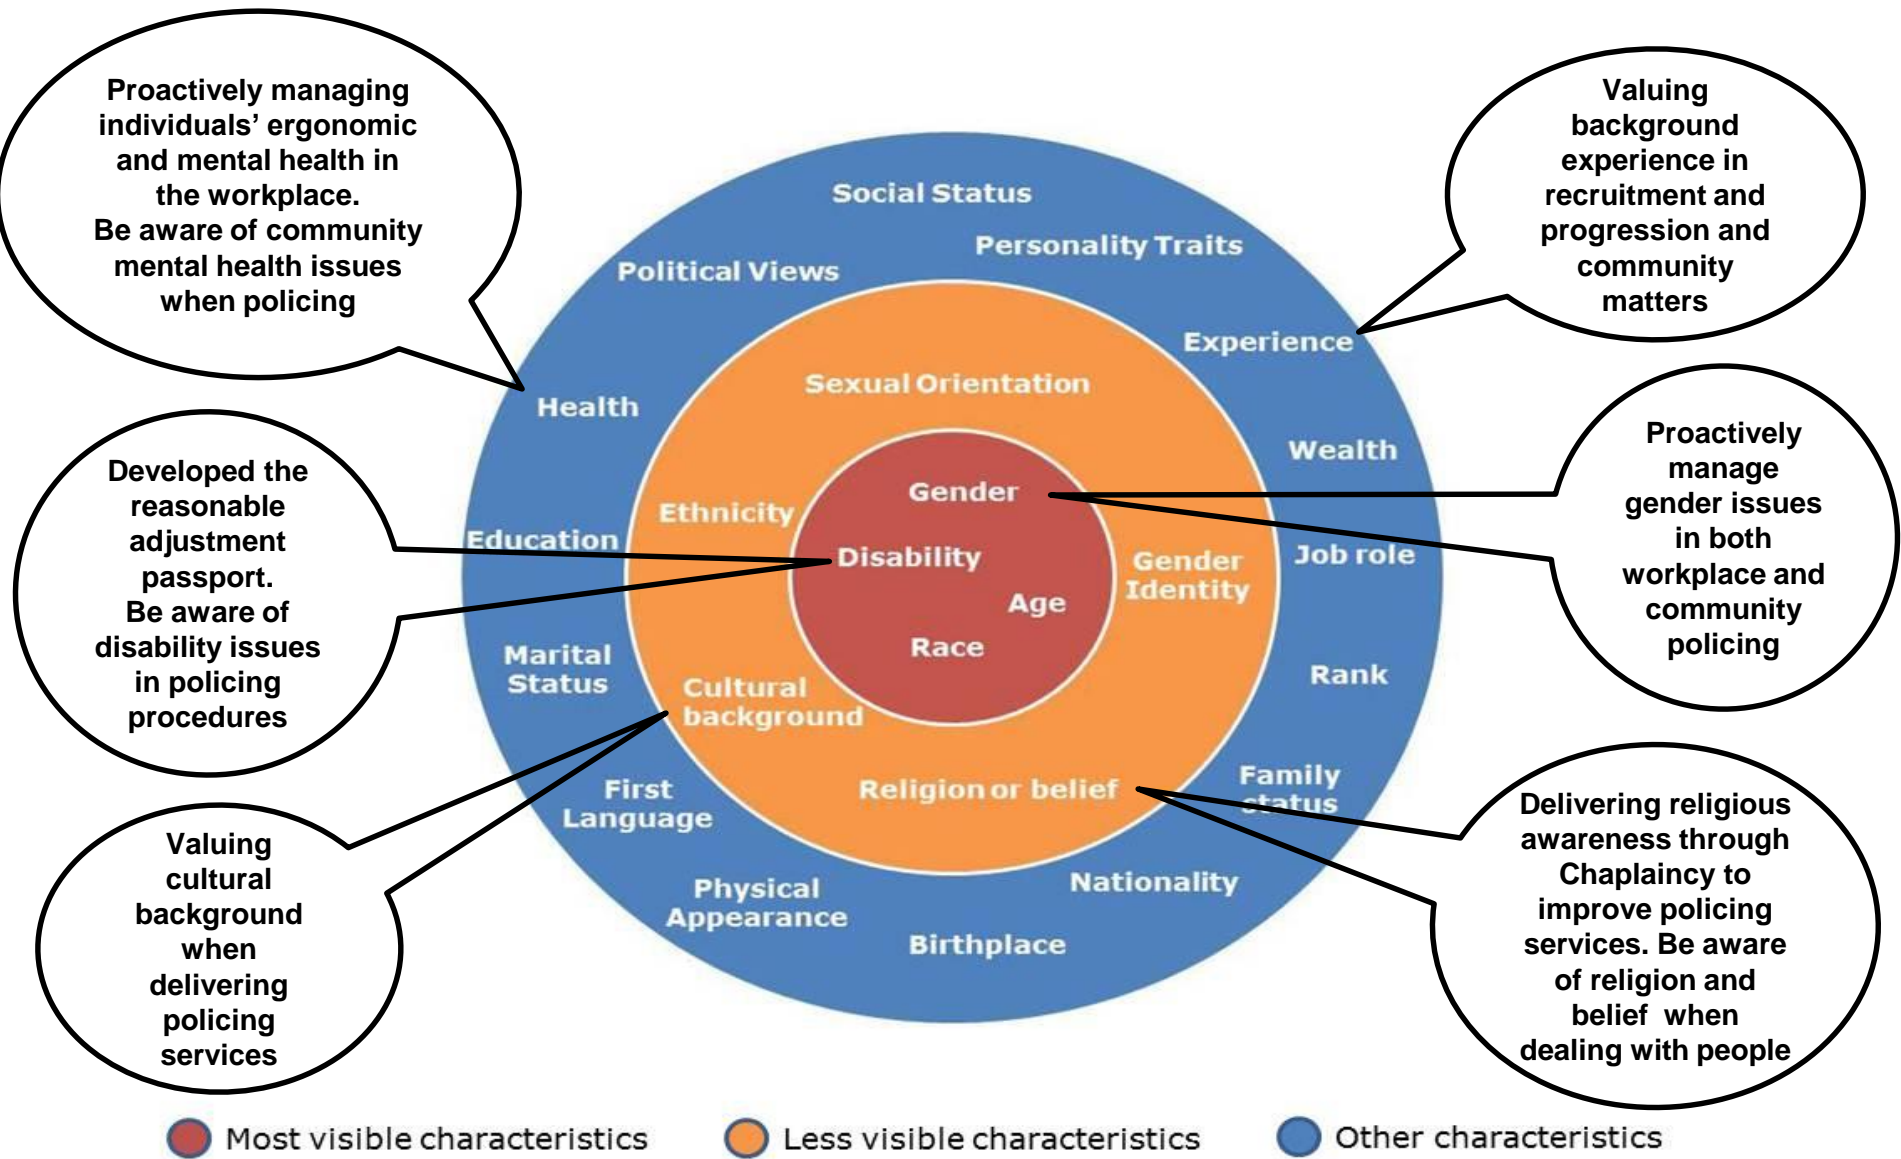 Proactively managing
individuals’ ergonomic
and mental health in
the workplace.
Be aware of community
mental health issues
when policing
Valuing
background
experience in
recruitment and
progression and
community
matters
Developed the
reasonable
adjustment
passport.
Be aware of
disability issues
in policing
procedures
Proactively
manage
gender issues
in both
workplace and
community
policing
Valuing
cultural
background
when
delivering
policing
services
Delivering religious
awareness through
Chaplaincy to
improve policing
services. Be aware
of religion and
belief when
dealing with people
Social Status
Personality Traits
Political Views
Experience
Health
Wealth
Education
Job role
Marital
Status
Rank
First
Language
Family
status
Physical
Appearance
Nationality
Birthplace
Sexual Orientation
Ethnicity
Gender
Identity
Cultural
background
Religion or belief
Gender
Disability
Age
Race
Most visible characteristics
Less visible characteristics
Other characteristics